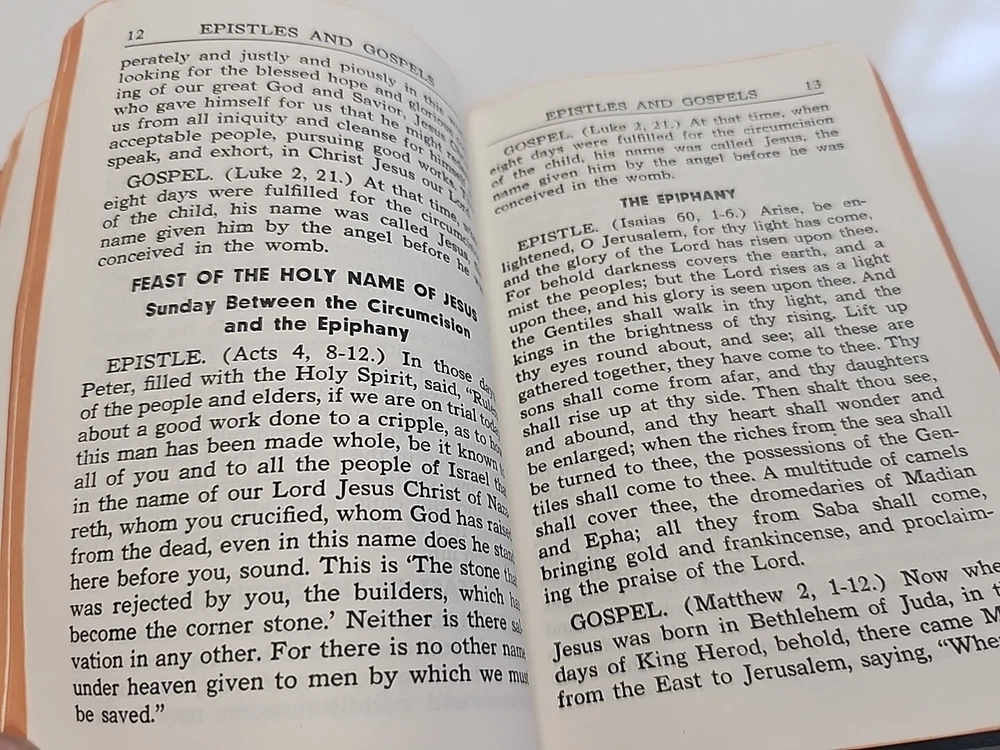 12 EPISTLES AND GOSPELS
perately and justly and piously in this
looking for the blessed hope and glorious
ing of our great God and Savior, Jesus
who gave himself for us that he might
us from all iniquity and cleanse for himself
acceptable people, pursuing good works.
speak, and exhort, in Christ Jesus our Lord
GOSPEL. (Luke 2, 21.) At that time,
eight days were fulfilled for the
of the child, his name was called Jesus,
name given him by the angel before he
conceived in the womb.
FEAST OF THE HOLY NAME OF JESUS
Sunday Between the Circumcision
and the Epiphany
EPISTLE. (Acts 4, 8-12.) In those
Peter, filled with the Holy Spirit, said,
of the people and elders, if we are on trial
about a good work done to a cripple, as to
this man has been made whole, be it known
all of you and to all the people of Israel
in the name of our Lord Jesus Christ of
reth, whom you crucified, whom God has
from the dead, even in this name does he
here before you, sound. This is ‘The stone
was rejected by you, the builders, which
become the corner stone.’ Neither is there
vation in any other. For there is no other
under heaven given to men by which we
be saved.”
EPISTLES AND GOSPELS 13
GOSPEL. (Luke 2, 21.) At that time, when
eight days were fulfilled for the circumcision
of the child, his name was called Jesus, the
name given him by the angel before he was
conceived in the womb.
THE EPIPHANY
EPISTLE. (Isaias 60, 1-6.) Arise, be en-
lightened, O Jerusalem, for thy light has come,
and the glory of the Lord has risen upon thee.
For behold darkness covers the earth, and a
mist the peoples; but the Lord rises as a light
upon thee, and his glory is seen upon thee. And
the Gentiles shall walk in thy light, and the
kings in the brightness of thy rising. Lift up
thy eyes round about, and see; all these are
gathered together, they have come to thee. Thy
sons shall come from afar, and thy daughters
shall rise up at thy side. Then shalt thou see,
and abound, and thy heart shall wonder and
be enlarged; when the riches from the sea shall
be turned to thee, the possessions of the Gen-
tiles shall come to thee. A multitude of camels
shall cover thee, the dromedaries of Madian
and Epha; all they from Saba shall come,
bringing gold and frankincense, and proclaim-
ing the praise of the Lord.
GOSPEL. (Matthew 2, 1-12.) Now
Jesus was born in Bethlehem of Juda, in
days of King Herod, behold, there came
from the East to Jerusalem, saying,